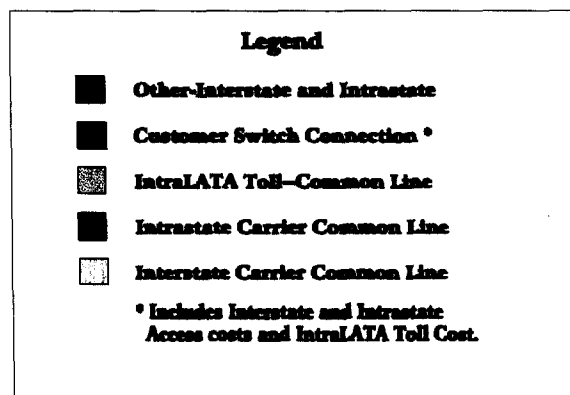 Legend
Other-Interstate and Intrastate
Customer Switch Connection *
IntraLATA Toll–Common Line
Intrastate Carrier Common Line
Interstate Carrier Common Line
* Includes Interstate and Intrastate
Access costs and IntraLATA Toll Cost.